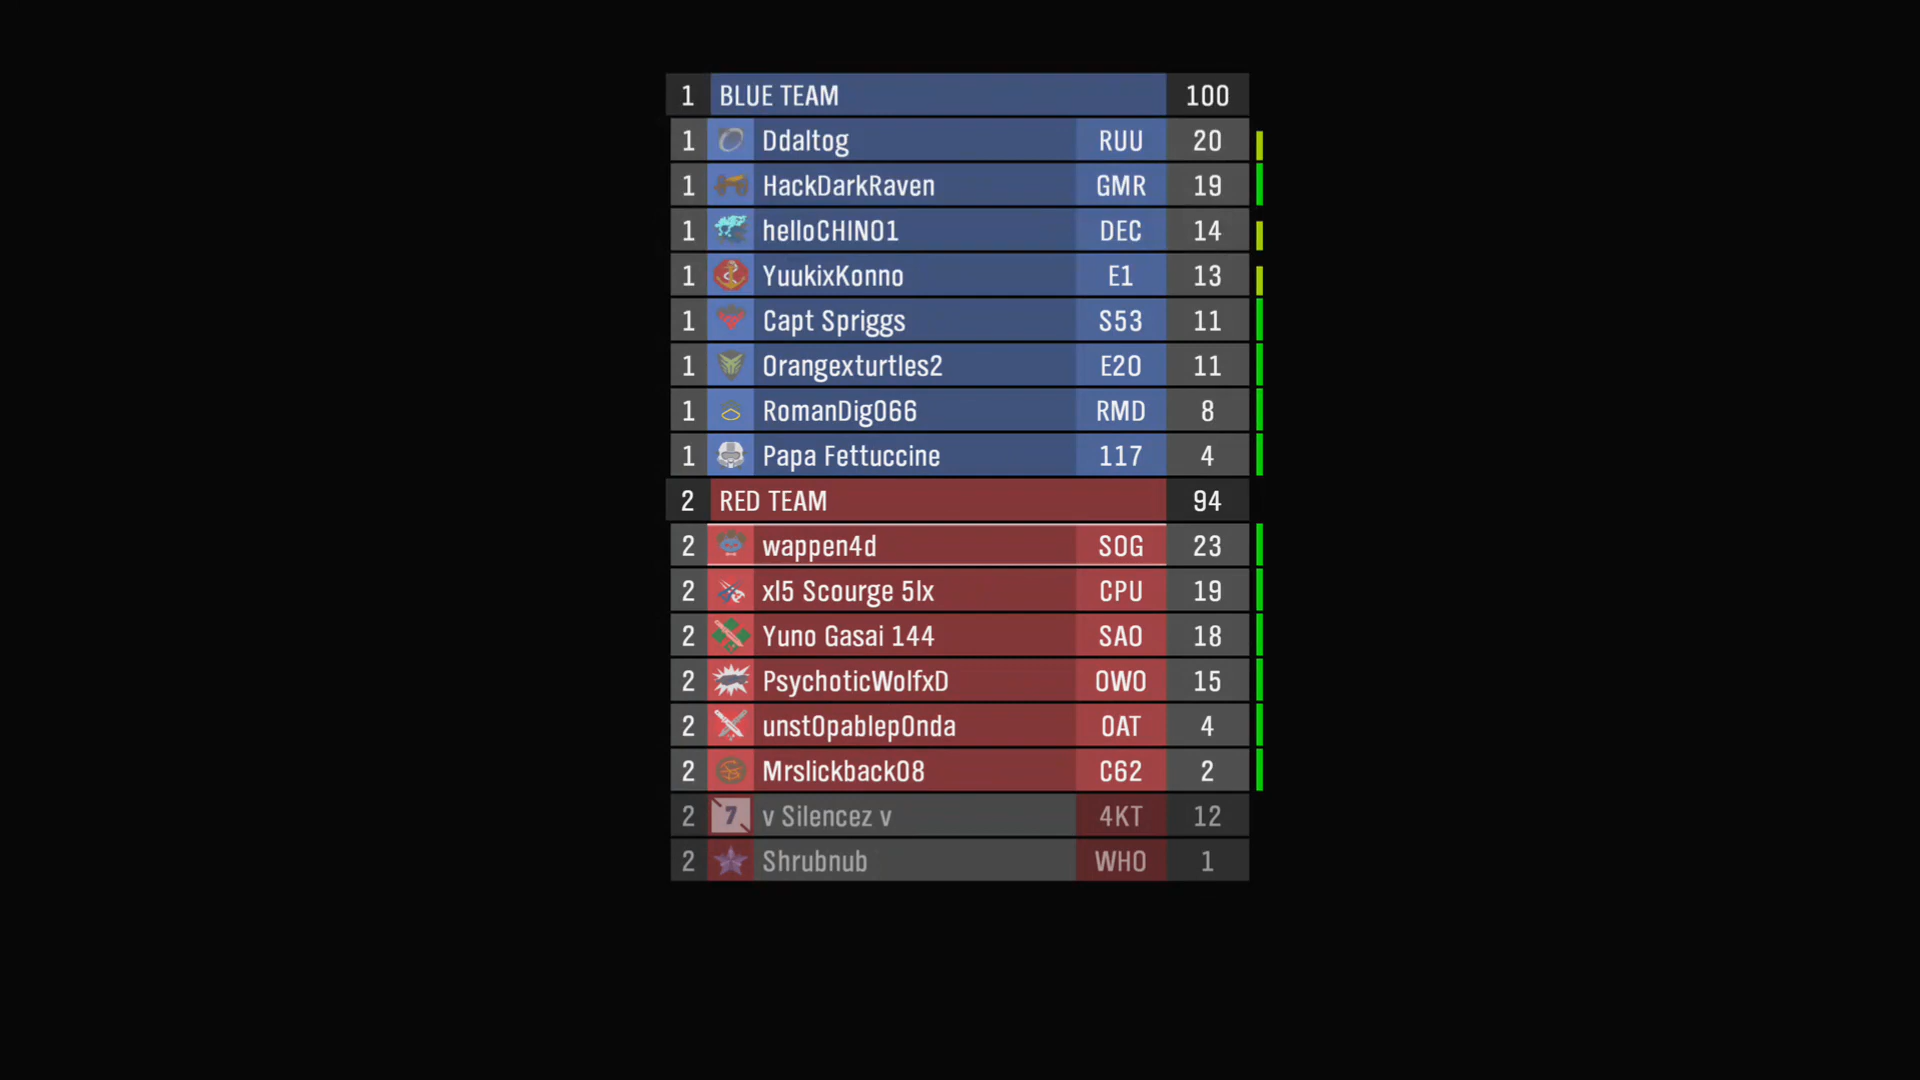 1 BLUE TEAM 100
1 Ddaltog RUU 20
1 HackDarkRaven GMR 19
1 helloCHINO1 DEC 14
1 YuukixKonno E1 13
1 Capt Spriggs S53 11
1 Orangexturtles2 E20 11
1 RomanDig066 RMD 8
1 Papa Fettuccine 117 4
2 RED TEAM 94
2 wappen4d SOG 23
2 xl5 Scourge 5lx CPU 19
2 Yuno Gasai 144 SAO 18
2 PsychoticWolfxD OWO 15
2 unst0pablep0nda OAT 4
2 Mrslickback08 C62 2
2 7 v Silencez v 4KT 12
2 Shrubnub WHO 1